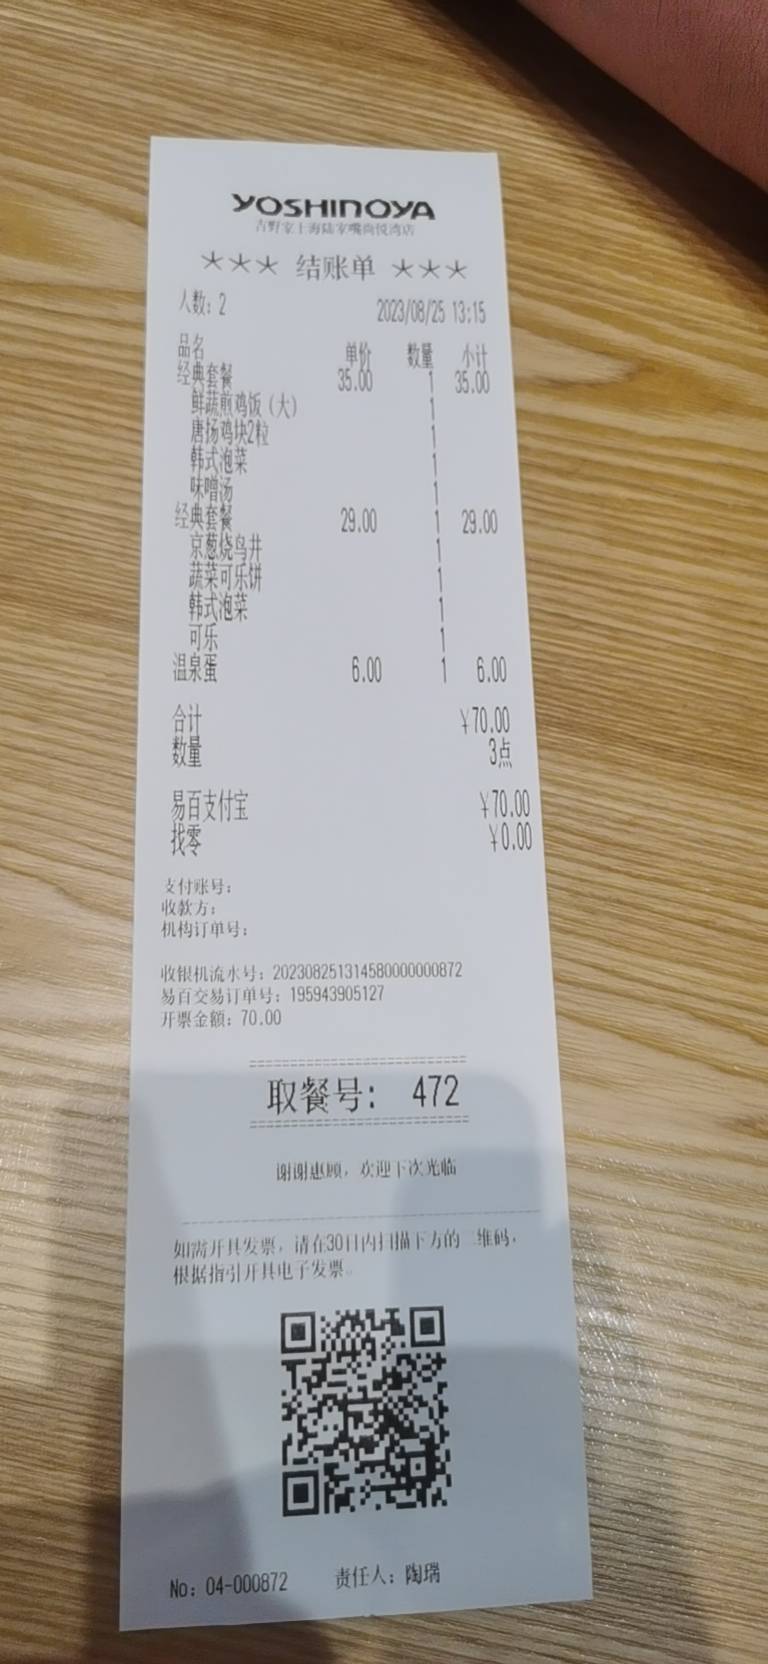 YOSHINOYA
吉野家上海陆家嘴尚悦湾店
*** 结账单 ***
人数：2 2023/08/25 13:15
品名 单价 数量 小计
经典套餐 35.00 1 35.00
鲜蔬煎鸡饭（大） 1
唐扬鸡块2粒 1
韩式泡菜 1
味噌汤 1
经典套餐 29.00 1 29.00
京葱烧鸟丼 1
蔬菜可乐饼 1
韩式泡菜 1
可乐 1
温泉蛋 6.00 1 6.00
合计 ¥70.00
数量 3点
易百支付宝 ¥70.00
找零 ¥0.00
支付账号：
收款方：
机构订单号：
收银机流水号：202308251314580000000872
易百交易订单号：195943905127
开票金额：70.00
取餐号： 472
谢谢惠顾，欢迎下次光临
如需开具发票，请在30日内扫描下方的二维码，
根据指引开具电子发票。
No：04-000872 责任人：陶瑞